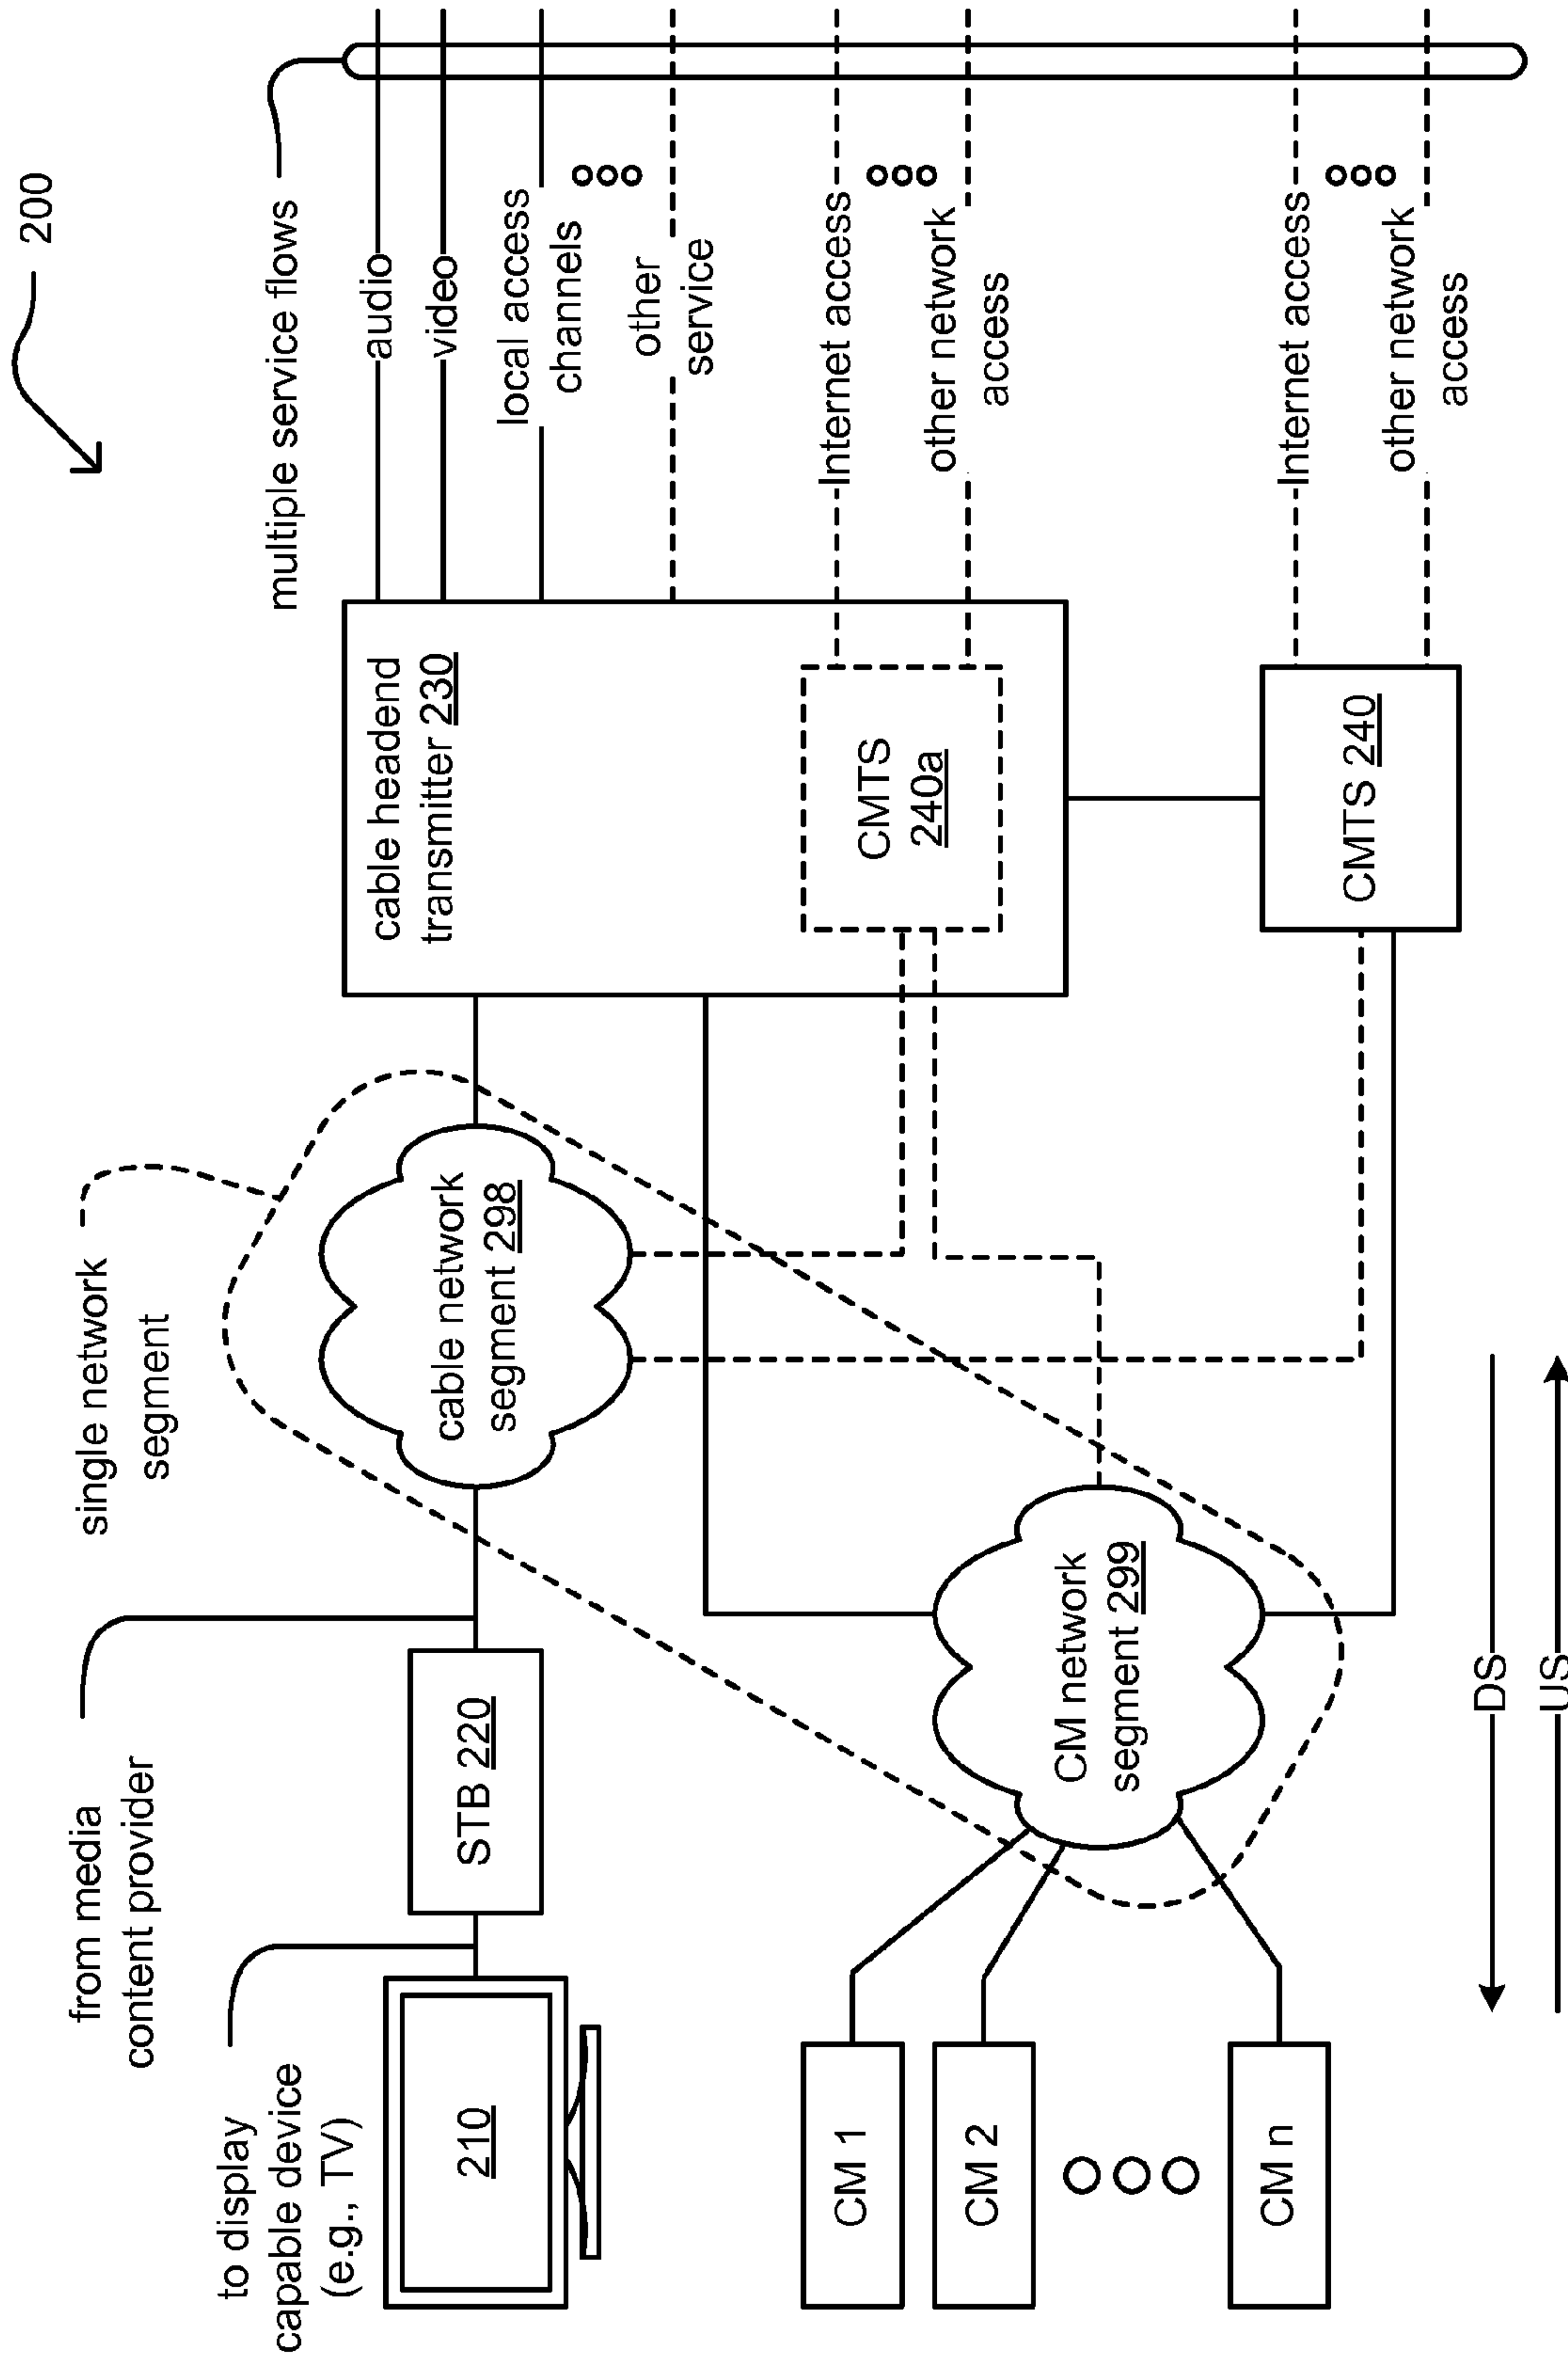 200
multiple service flows
audio
video
local access
channels
other
service
Internet access
other network
access
Internet access
other network
access
cable headend
transmitter 230
CMTS
240a
CMTS 240
single network
segment
cable network
segment 298
CM network
segment 299
from media
content provider
STB 220
to display
capable device
(e.g., TV)
210
CM 1
CM 2
CM n
DS
US